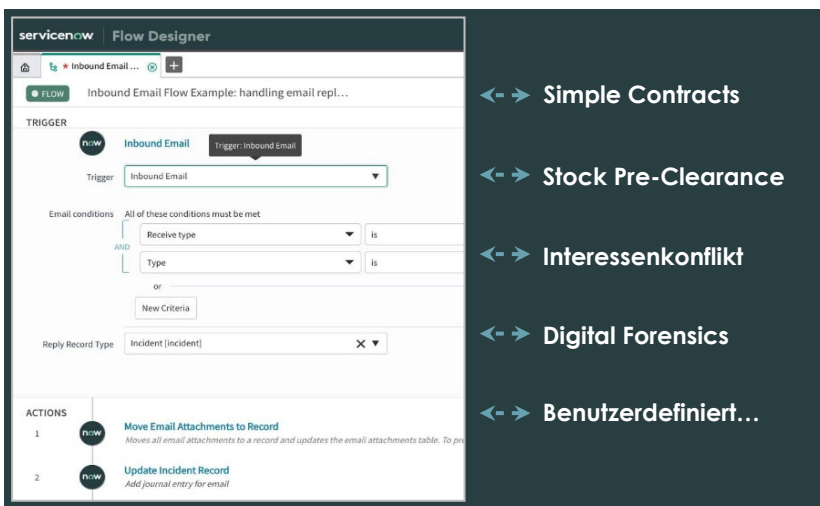 servicenow Flow Designer
* Inbound Email ...
FLOW Inbound Email Flow Example: handling email repl...
TRIGGER
now Inbound Email
Trigger: Inbound Email
Trigger Inbound Email
Email conditions All of these conditions must be met
Receive type is
AND
Type is
or
New Criteria
Reply Record Type Incident [incident]
ACTIONS
1 now Move Email Attachments to Record
Moves all email attachments to a record and updates the email attachments table. To pre
2 now Update Incident Record
Add journal entry for email
Simple Contracts
Stock Pre-Clearance
Interessenkonflikt
Digital Forensics
Benutzerdefiniert...